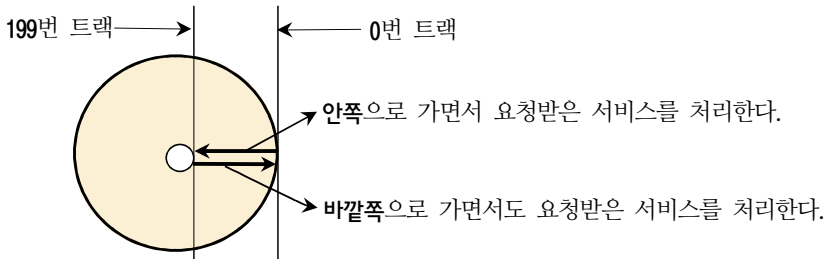 199번 트랙
0번 트랙
안쪽으로 가면서 요청받은 서비스를 처리한다.
바깥쪽으로 가면서도 요청받은 서비스를 처리한다.